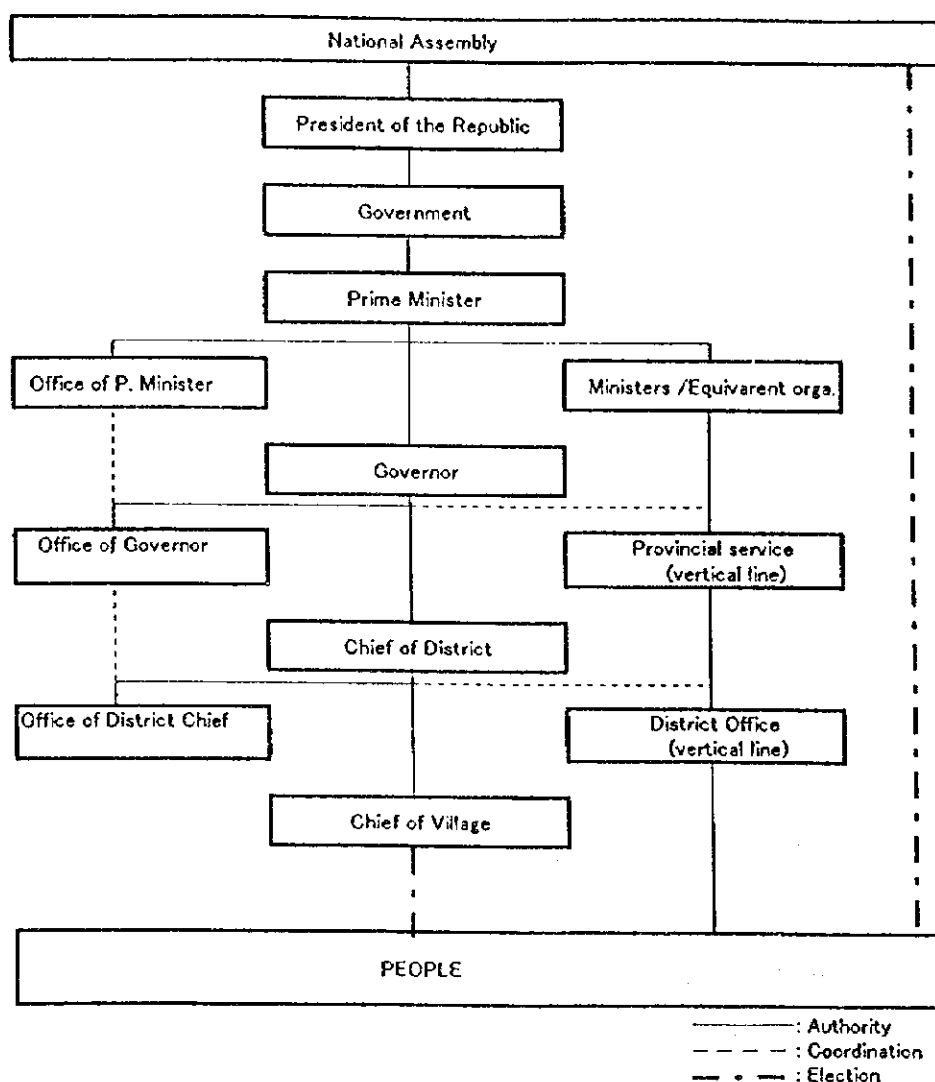 National Assembly
President of the Republic
Government
Prime Minister
Office of P. Minister
Ministers /Equivarent orga.
Governor
Office of Governor
Provincial service
(vertical line)
Chief of District
Office of District Chief
District Office
(vertical line)
Chief of Village
PEOPLE
: Authority
: Coordination
: Election